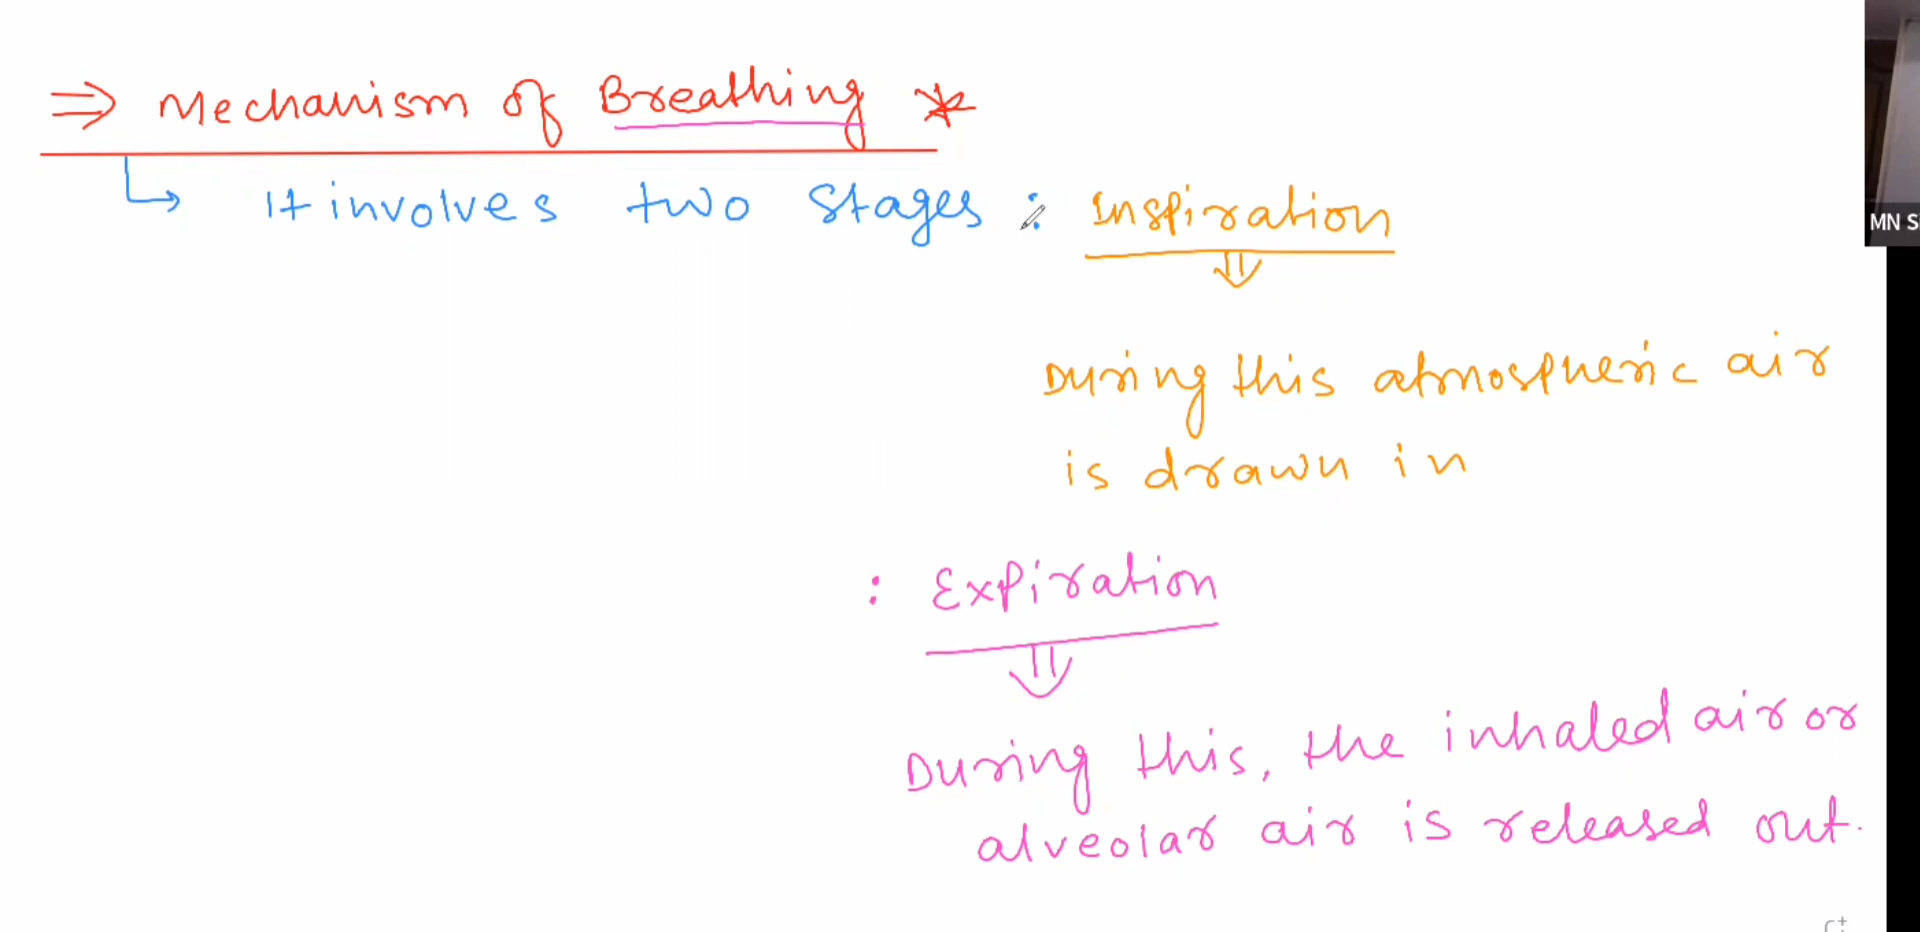 ⇒ Mechanism of Breathing *
↳ It involves two stages : Inspiration
During this atmospheric air
is drawn in
: Expiration
During this, the inhaled air or
alveolar air is released out.
MN S